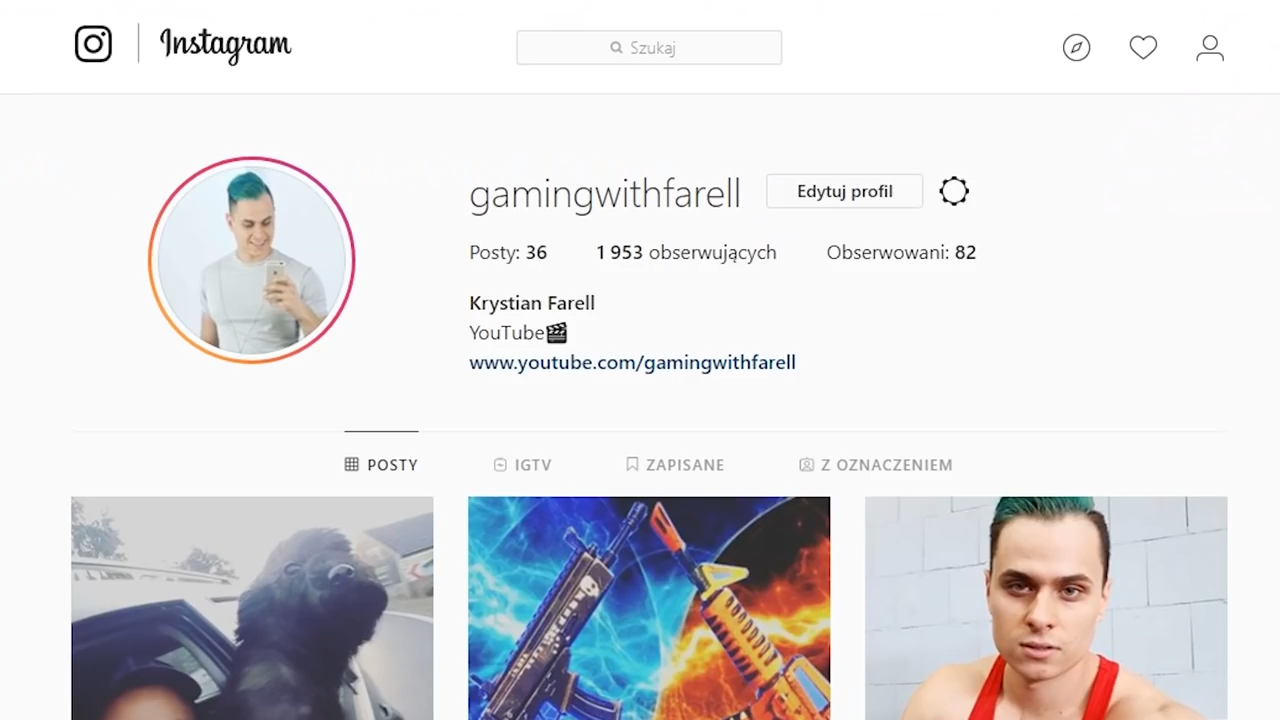 Instagram
Szukaj
gamingwithfarell
Edytuj profil
Posty: 36
1 953 obserwujących
Obserwowani: 82
Krystian Farell
YouTube🎬
www.youtube.com/gamingwithfarell
POSTY
IGTV
ZAPISANE
Z OZNACZENIEM